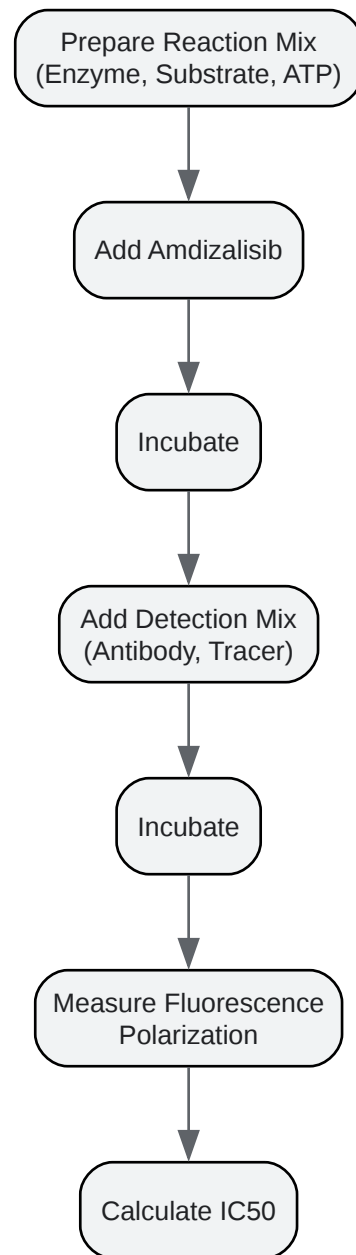 Prepare Reaction Mix
(Enzyme, Substrate, ATP)
Add Amdizalisib
Incubate
Add Detection Mix
(Antibody, Tracer)
Incubate
Measure Fluorescence
Polarization
Calculate IC50